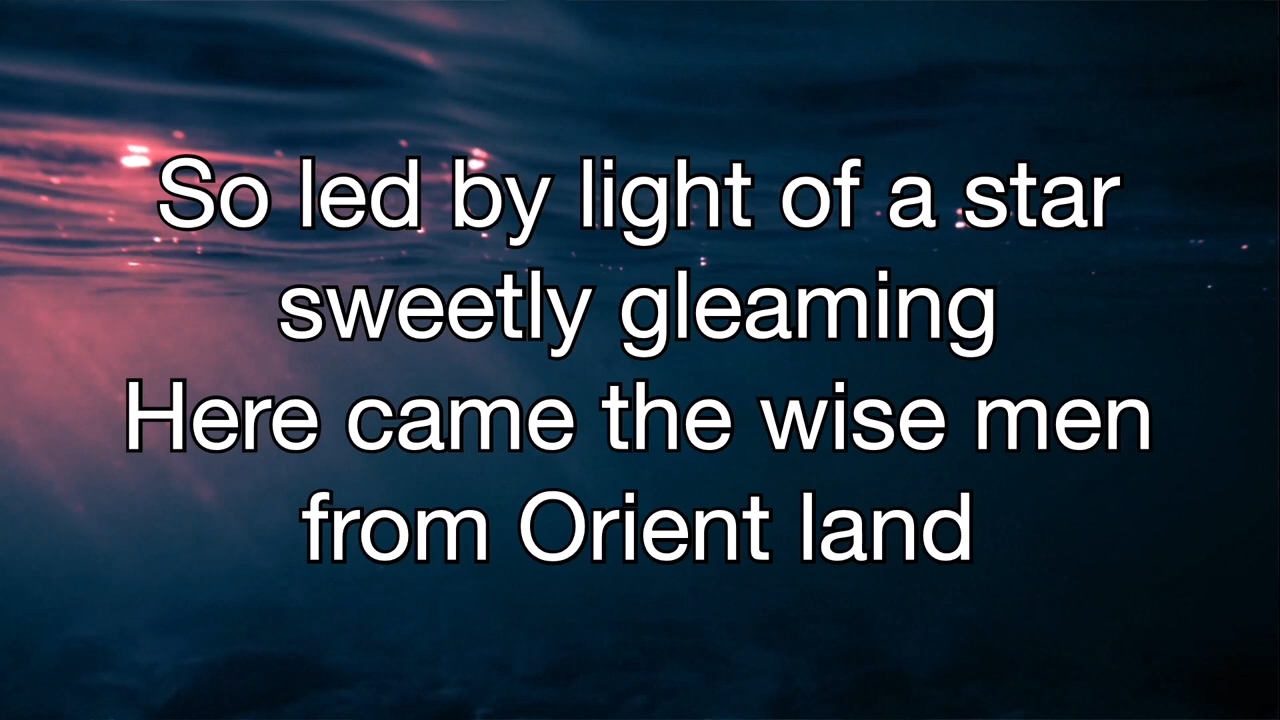 So led by light of a star
sweetly gleaming
Here came the wise men
from Orient land